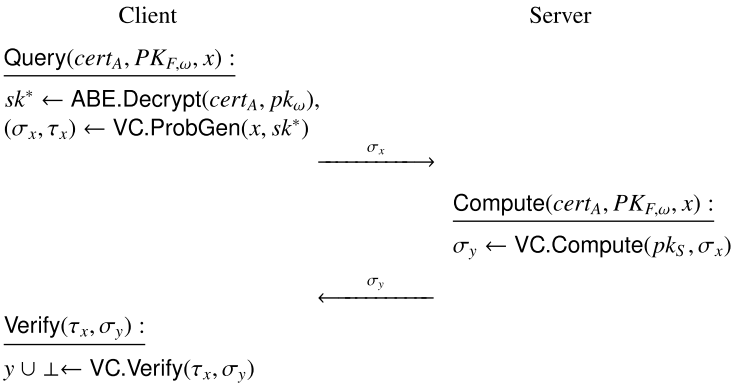 Client Server
Query(cert_A, PK_{F,ω}, x) :
sk* ← ABE.Decrypt(cert_A, pk_ω),
(σ_x, τ_x) ← VC.ProbGen(x, sk*)
σ_x
Compute(cert_A, PK_{F,ω}, x) :
σ_y ← VC.Compute(pk_S, σ_x)
σ_y
Verify(τ_x, σ_y) :
y ∪ ⊥← VC.Verify(τ_x, σ_y)